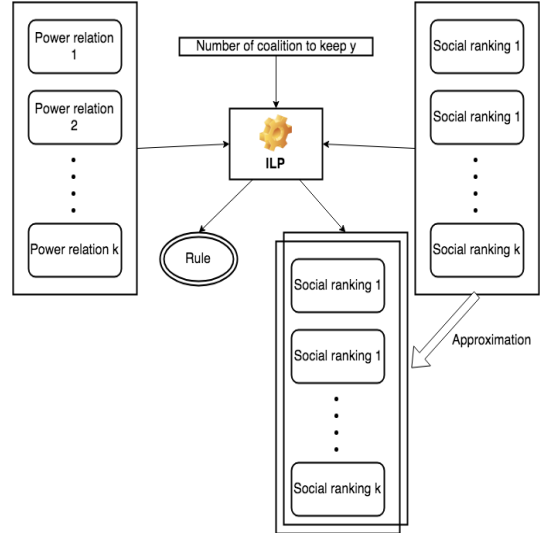 Power relation
1
Power relation
2
Power relation k
Number of coalition to keep y
ILP
Rule
Social ranking 1
Social ranking 1
Social ranking k
Approximation
Social ranking 1
Social ranking 1
Social ranking k